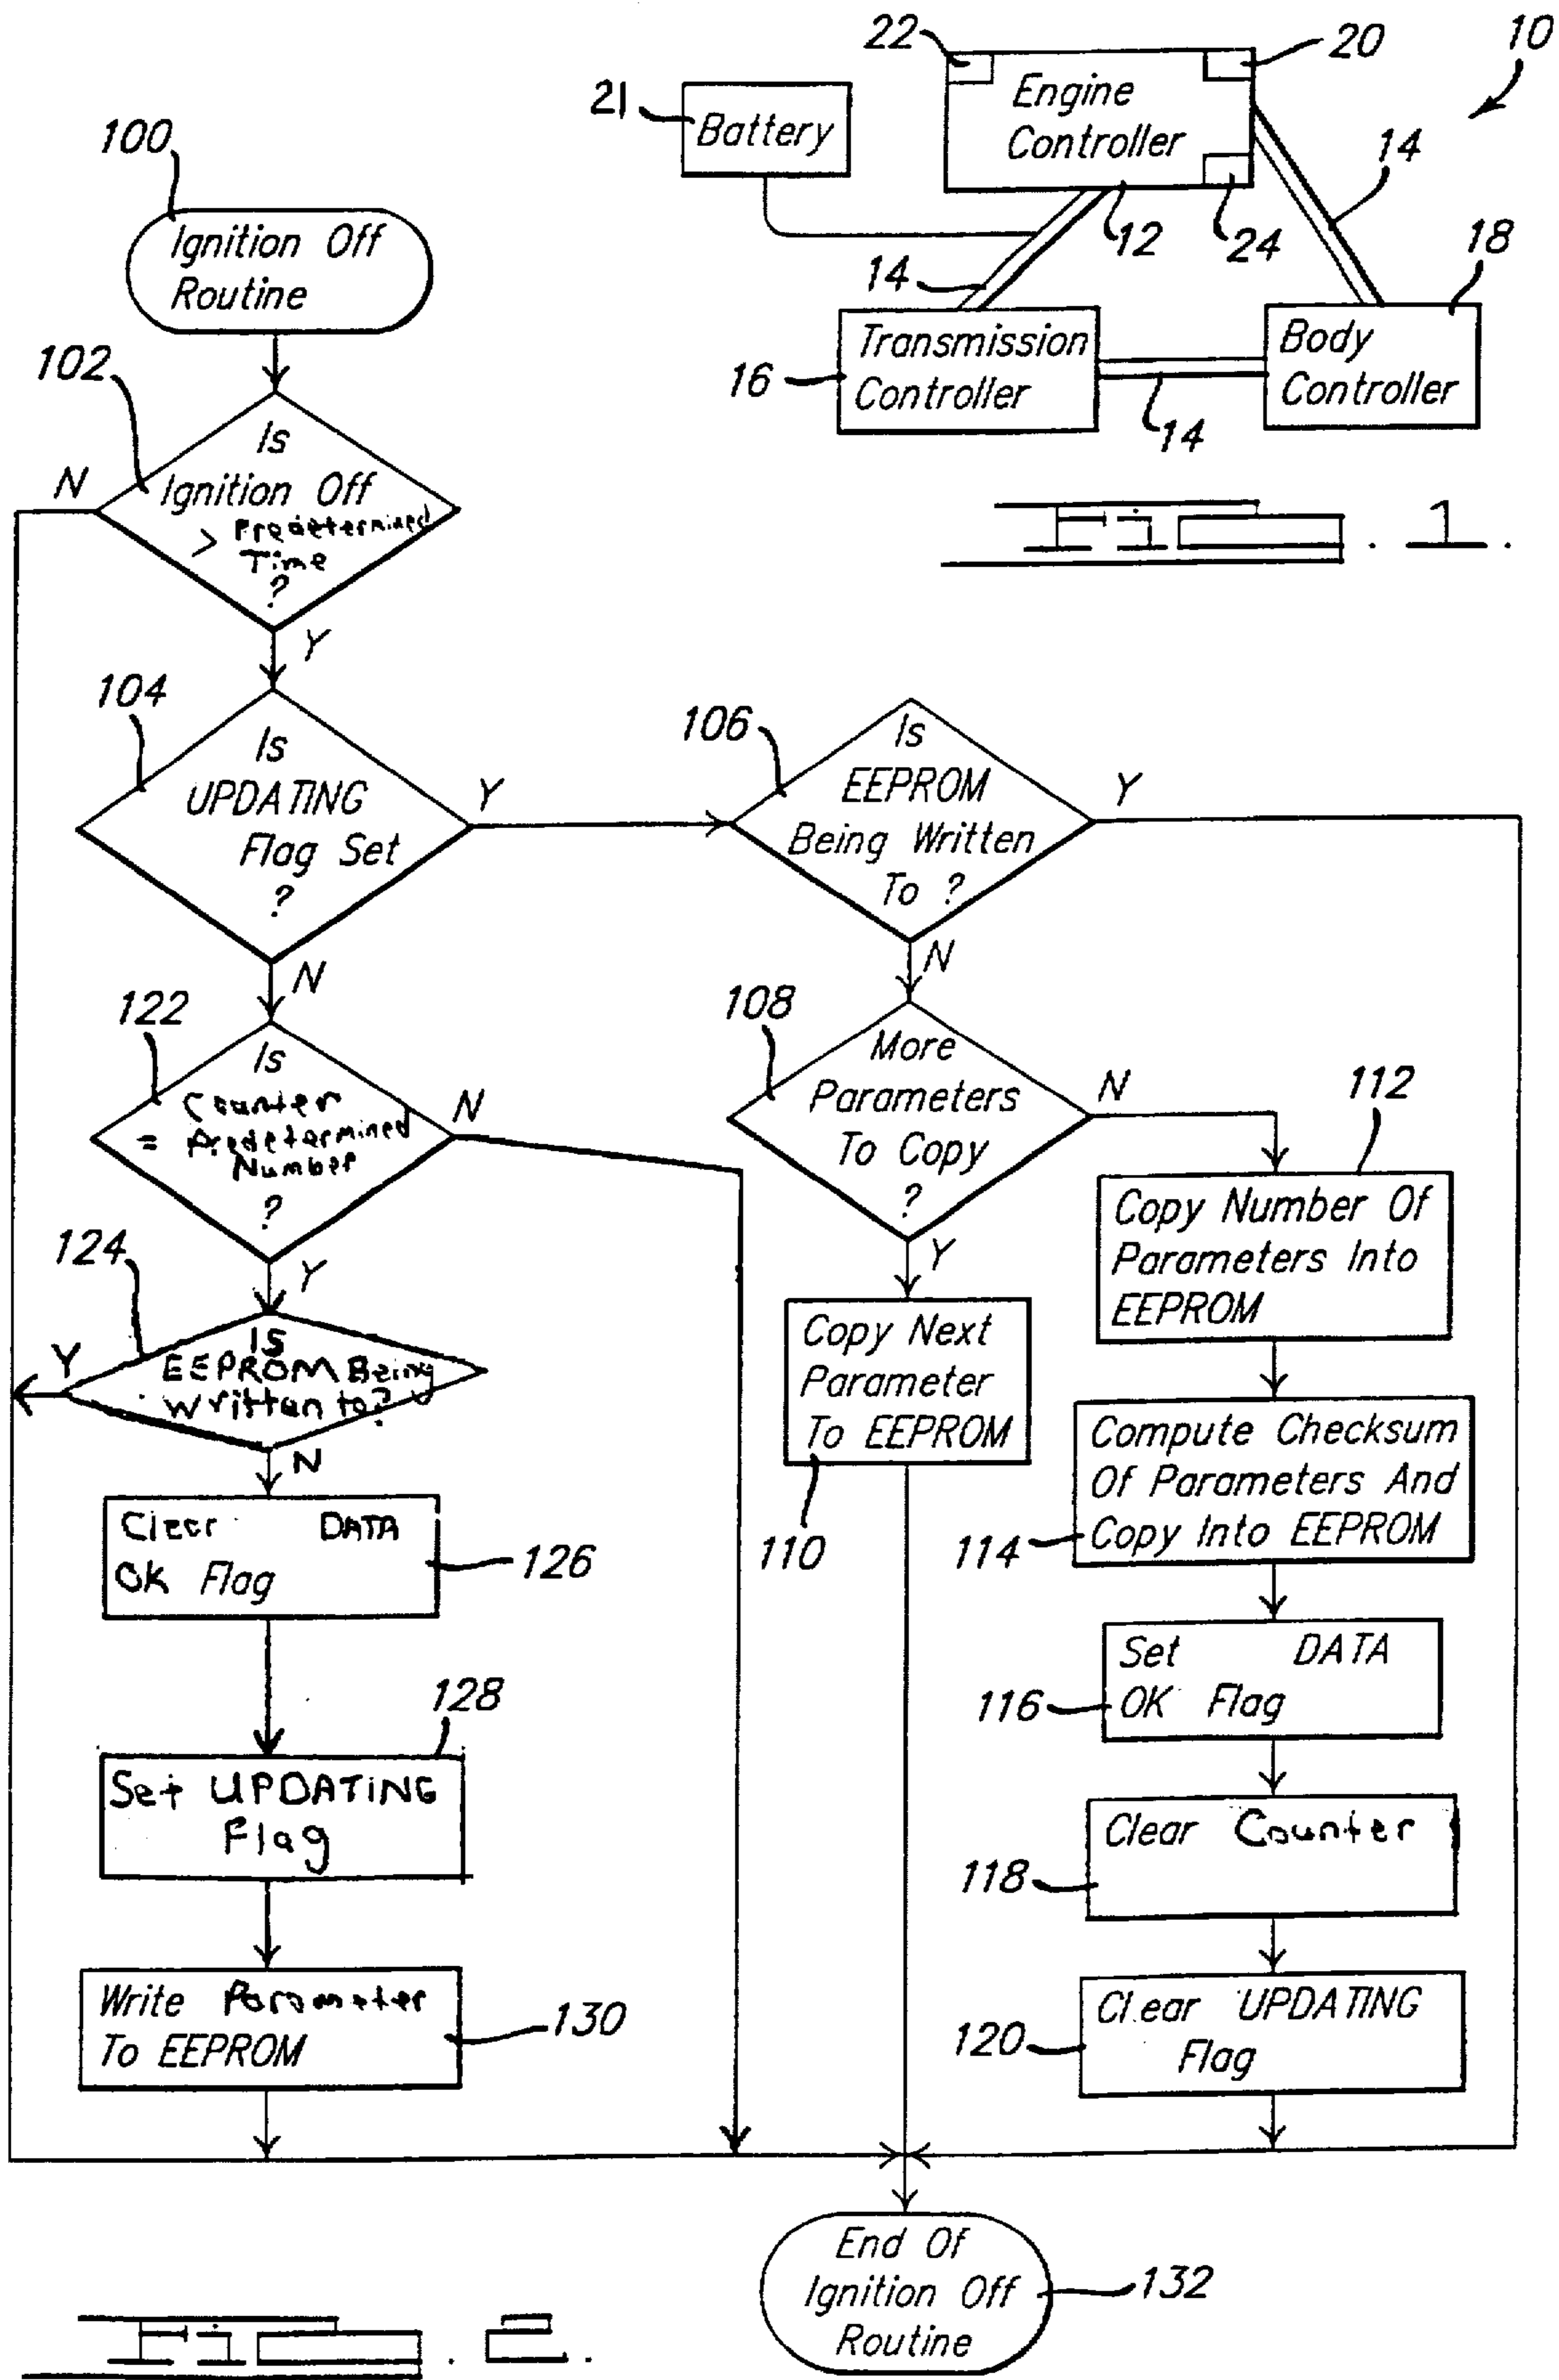 22
20
10
21
Battery
Engine
Controller
14
12
24
18
14
16
Transmission
Controller
14
Body
Controller
FIG. 1.
100
Ignition Off
Routine
102
Is
Ignition Off
> Predetermined
Time
?
N
Y
104
Is
UPDATING
Flag Set
?
Y
N
106
Is
EEPROM
Being Written
To ?
Y
N
122
Is
Counter
= Predetermined
Number
?
N
Y
108
More
Parameters
To Copy
?
N
Y
112
Copy Number Of
Parameters Into
EEPROM
124
Is
EEPROM Being
Written to?
Y
N
Copy Next
Parameter
To EEPROM
110
Compute Checksum
Of Parameters And
Copy Into EEPROM
114
Clear DATA
OK Flag
126
Set DATA
OK Flag
116
128
Set UPDATING
Flag
Clear Counter
118
Write Parameter
To EEPROM
130
Clear UPDATING
Flag
120
End Of
Ignition Off
Routine
132
FIG. 2.